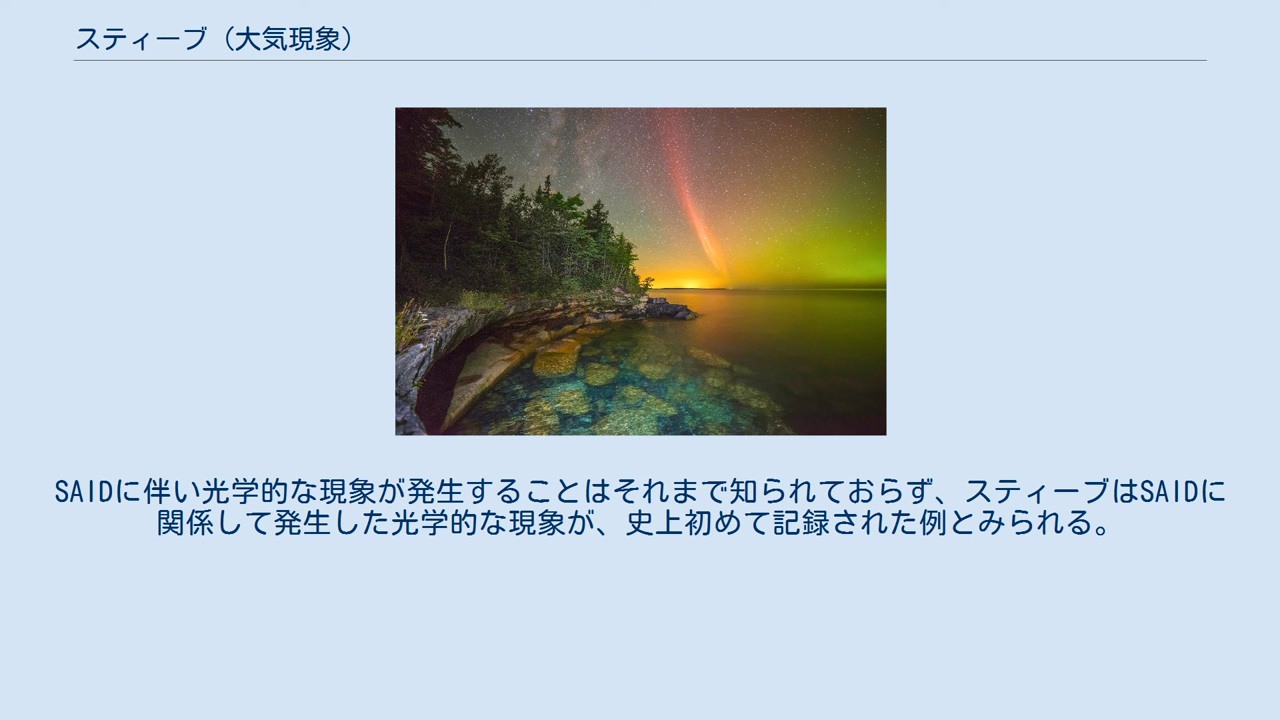 スティーブ（大気現象）
SAIDに伴い光学的な現象が発生することはそれまで知られておらず、スティーブはSAIDに
関係して発生した光学的な現象が、史上初めて記録された例とみられる。